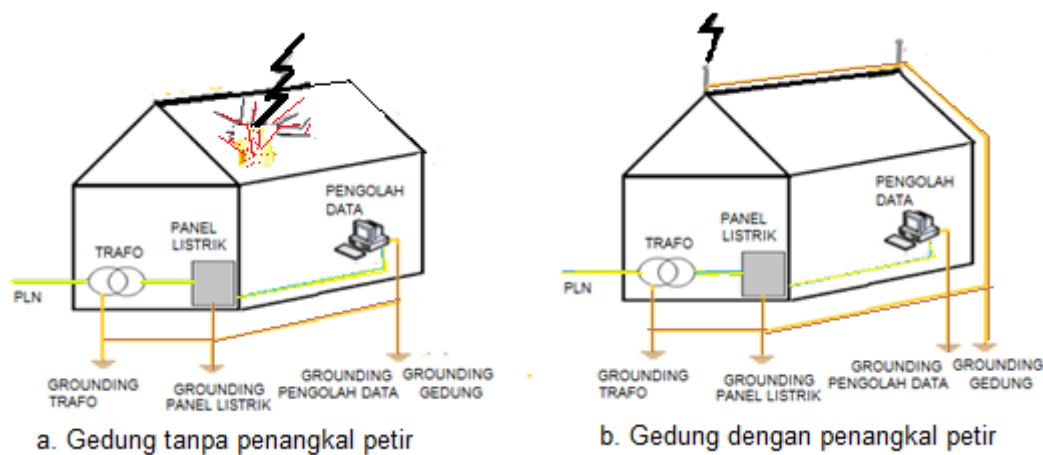 PENGOLAH
DATA
PANEL
LISTRIK
TRAFO
PLN
GROUNDING
TRAFO
GROUNDING
PANEL LISTRIK
GROUNDING
PENGOLAH DATA
GROUNDING
GEDUNG
a. Gedung tanpa penangkal petir
PENGOLAH
DATA
PANEL
LISTRIK
TRAFO
PLN
GROUNDING
TRAFO
GROUNDING
PANEL LISTRIK
GROUNDING
PENGOLAH DATA
GROUNDING
GEDUNG
b. Gedung dengan penangkal petir